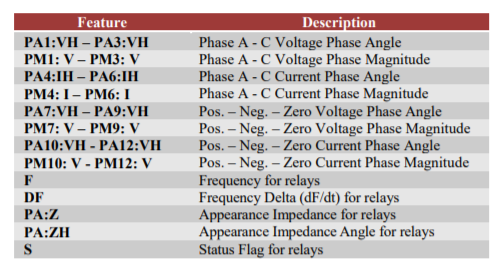 Feature Description
PA1:VH – PA3:VH Phase A - C Voltage Phase Angle
PM1: V – PM3: V Phase A - C Voltage Phase Magnitude
PA4:IH – PA6:IH Phase A - C Current Phase Angle
PM4: I – PM6: I Phase A - C Current Phase Magnitude
PA7:VH – PA9:VH Pos. – Neg. – Zero Voltage Phase Angle
PM7: V – PM9: V Pos. – Neg. – Zero Voltage Phase Magnitude
PA10:VH - PA12:VH Pos. – Neg. – Zero Current Phase Angle
PM10: V - PM12: V Pos. – Neg. – Zero Current Phase Magnitude
F Frequency for relays
DF Frequency Delta (dF/dt) for relays
PA:Z Appearance Impedance for relays
PA:ZH Appearance Impedance Angle for relays
S Status Flag for relays